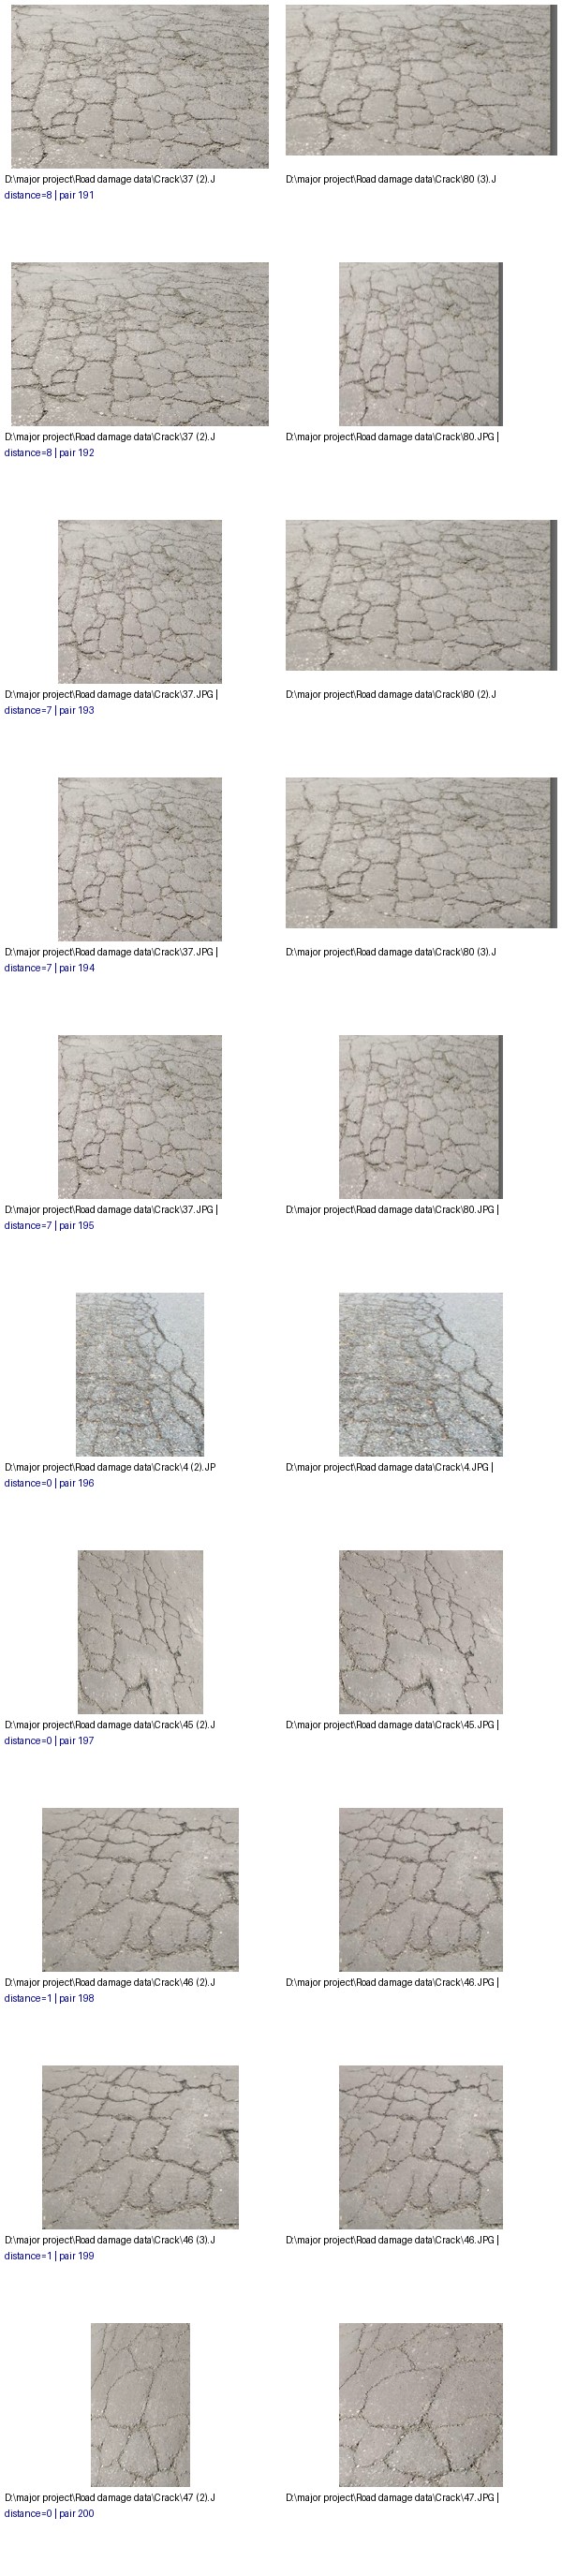 D:\major project\Road damage data\Crack\37 (2).J
D:\major project\Road damage data\Crack\80 (3).J
distance=8 | pair 191
D:\major project\Road damage data\Crack\37 (2).J
D:\major project\Road damage data\Crack\80.JPG |
distance=8 | pair 192
D:\major project\Road damage data\Crack\37.JPG |
D:\major project\Road damage data\Crack\80 (2).J
distance=7 | pair 193
D:\major project\Road damage data\Crack\37.JPG |
D:\major project\Road damage data\Crack\80 (3).J
distance=7 | pair 194
D:\major project\Road damage data\Crack\37.JPG |
D:\major project\Road damage data\Crack\80.JPG |
distance=7 | pair 195
D:\major project\Road damage data\Crack\4 (2).JP
D:\major project\Road damage data\Crack\4.JPG |
distance=0 | pair 196
D:\major project\Road damage data\Crack\45 (2).J
D:\major project\Road damage data\Crack\45.JPG |
distance=0 | pair 197
D:\major project\Road damage data\Crack\46 (2).J
D:\major project\Road damage data\Crack\46.JPG |
distance=1 | pair 198
D:\major project\Road damage data\Crack\46 (3).J
D:\major project\Road damage data\Crack\46.JPG |
distance=1 | pair 199
D:\major project\Road damage data\Crack\47 (2).J
D:\major project\Road damage data\Crack\47.JPG |
distance=0 | pair 200